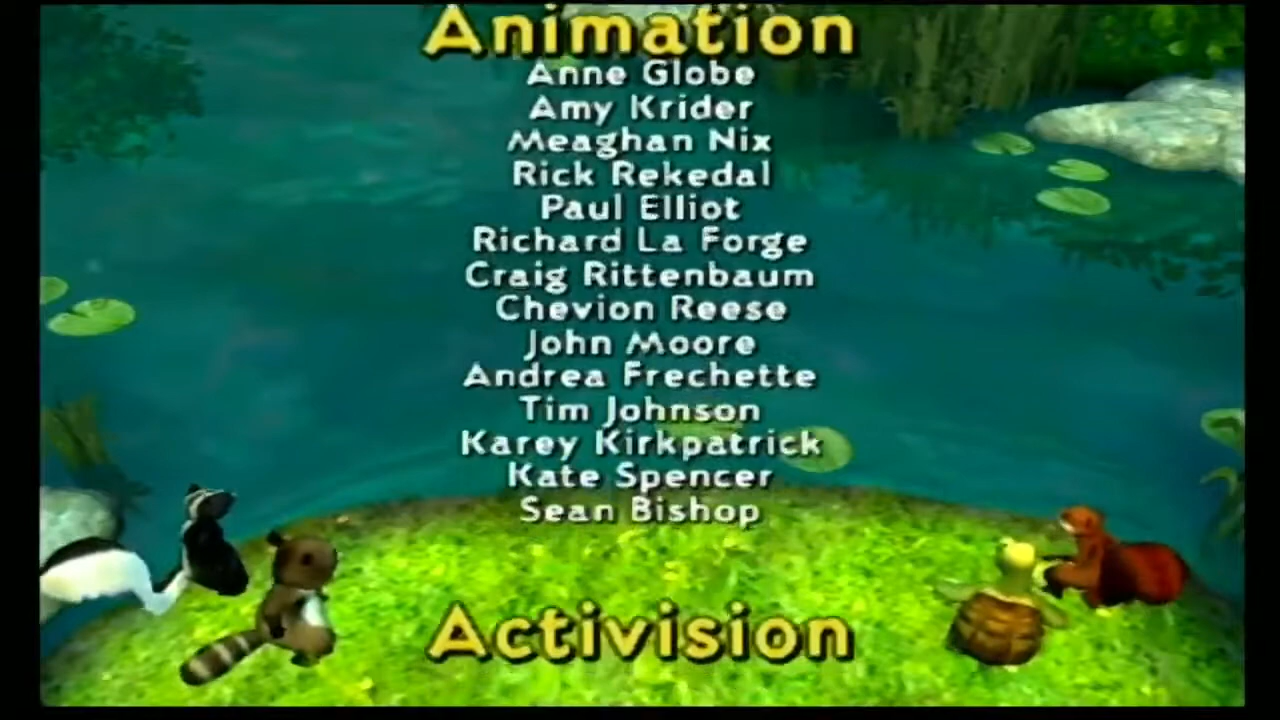 Animation
Anne Globe
Amy Krider
Meaghan Nix
Rick Rekedal
Paul Elliot
Richard La Forge
Craig Rittenbaum
Chevion Reese
John Moore
Andrea Frechette
Tim Johnson
Karey Kirkpatrick
Kate Spencer
Sean Bishop
Activision